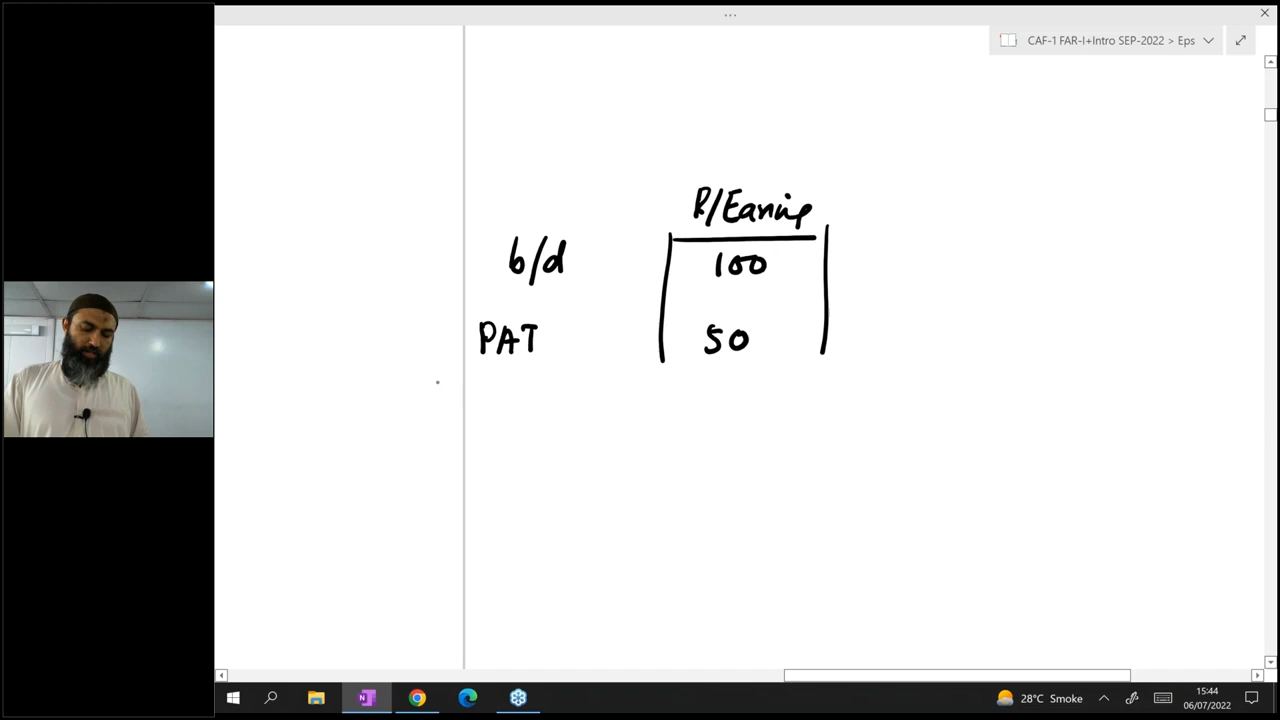 CAF-1 FAR-I+Intro SEP-2022 > Eps
R/Earning
b/d 100
PAT 50
28°C Smoke
15:44
06/07/2022